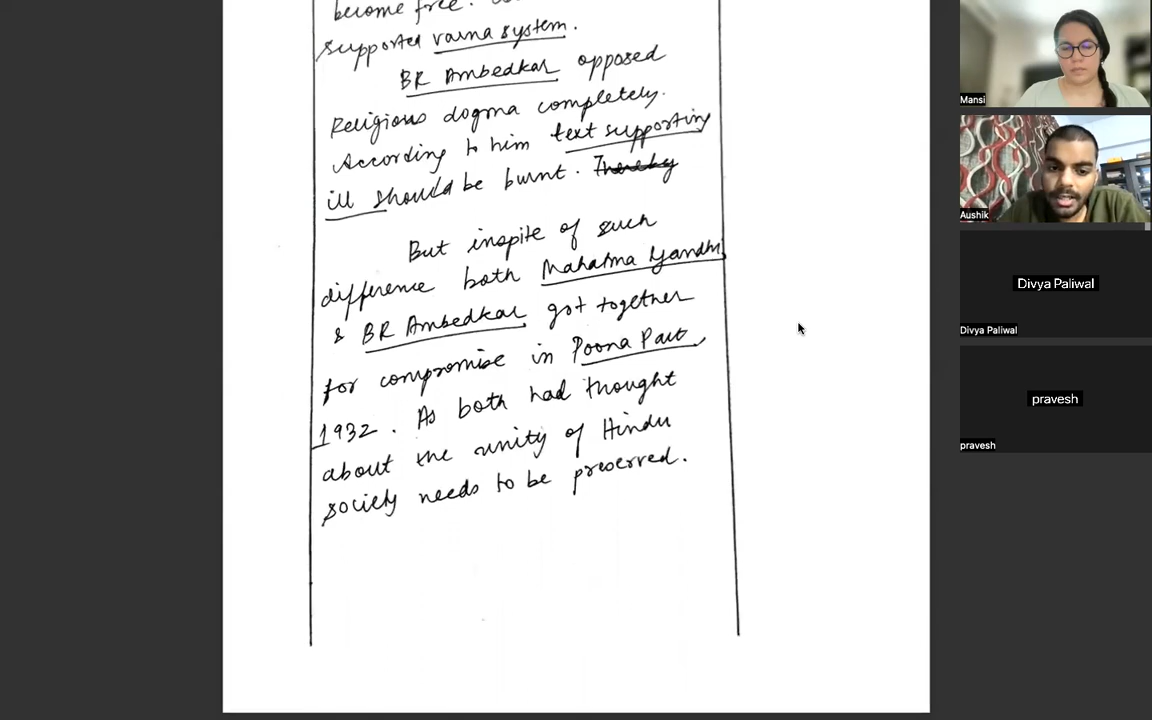 become free.
supported varna system.
BR Ambedkar opposed
Religious dogma completely.
According to him text supporting
ill should be burnt. Thereby
But inspite of such
difference both Mahatma Gandhi
& BR Ambedkar got together
for compromise in Poona Pact,
1932. As both had thought
about the unity of Hindu
society needs to be preserved.
Mansi
Aushik
Divya Paliwal
Divya Paliwal
pravesh
pravesh